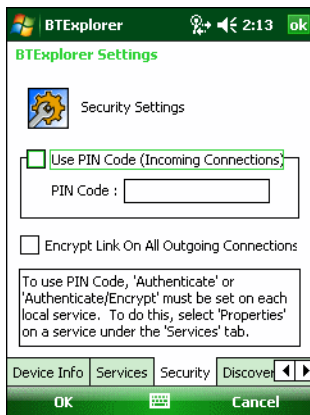 BTExplorer 2:13 ok
BTExplorer Settings
Security Settings
Use PIN Code (Incoming Connections)
PIN Code :
Encrypt Link On All Outgoing Connections
To use PIN Code, 'Authenticate' or
'Authenticate/Encrypt' must be set on each
local service. To do this, select 'Properties'
on a service under the 'Services' tab.
Device Info Services Security Discover
OK Cancel